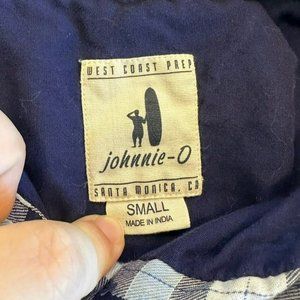 WEST COAST PREP
johnnie-O
SANTA MONICA, CA
SMALL
MADE IN INDIA